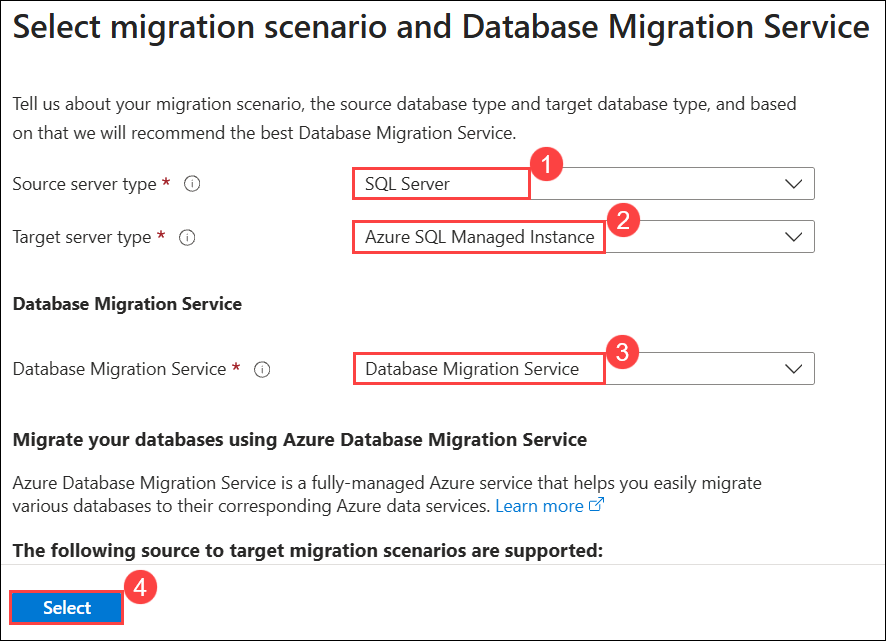 Select migration scenario and Database Migration Service
Tell us about your migration scenario, the source database type and target database type, and based
on that we will recommend the best Database Migration Service.
1
Source server type * SQL Server
2
Target server type * Azure SQL Managed Instance
Database Migration Service
3
Database Migration Service * Database Migration Service
Migrate your databases using Azure Database Migration Service
Azure Database Migration Service is a fully-managed Azure service that helps you easily migrate
various databases to their corresponding Azure data services. Learn more
The following source to target migration scenarios are supported:
4
Select